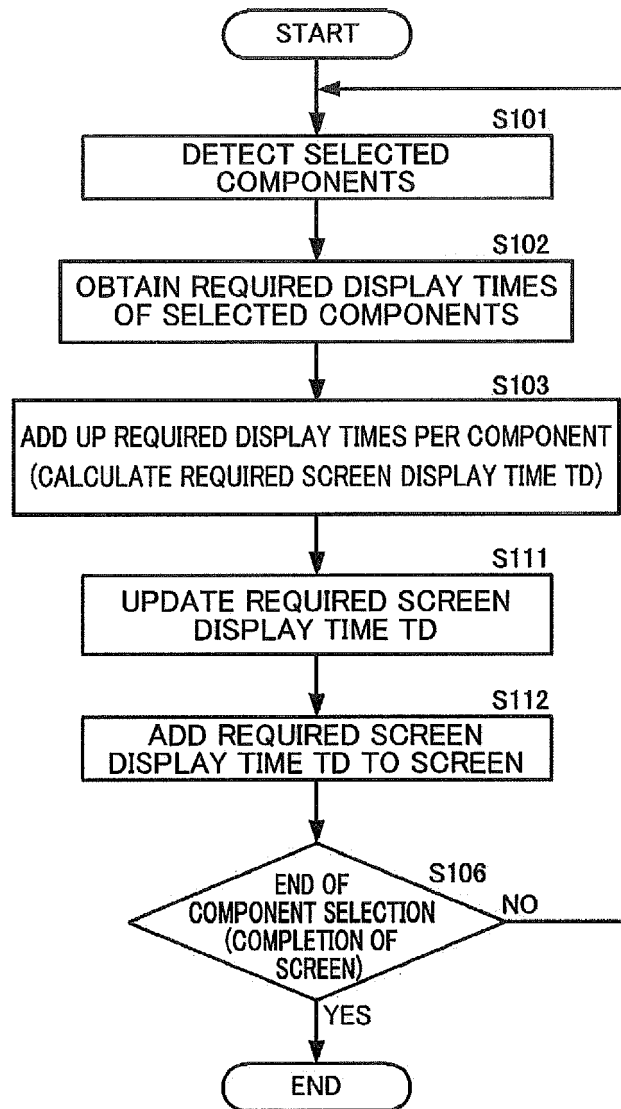 START
S101
DETECT SELECTED
COMPONENTS
S102
OBTAIN REQUIRED DISPLAY TIMES
OF SELECTED COMPONENTS
S103
ADD UP REQUIRED DISPLAY TIMES PER COMPONENT
(CALCULATE REQUIRED SCREEN DISPLAY TIME TD)
S111
UPDATE REQUIRED SCREEN
DISPLAY TIME TD
S112
ADD REQUIRED SCREEN
DISPLAY TIME TD TO SCREEN
S106
END OF
COMPONENT SELECTION
(COMPLETION OF
SCREEN)
NO
YES
END